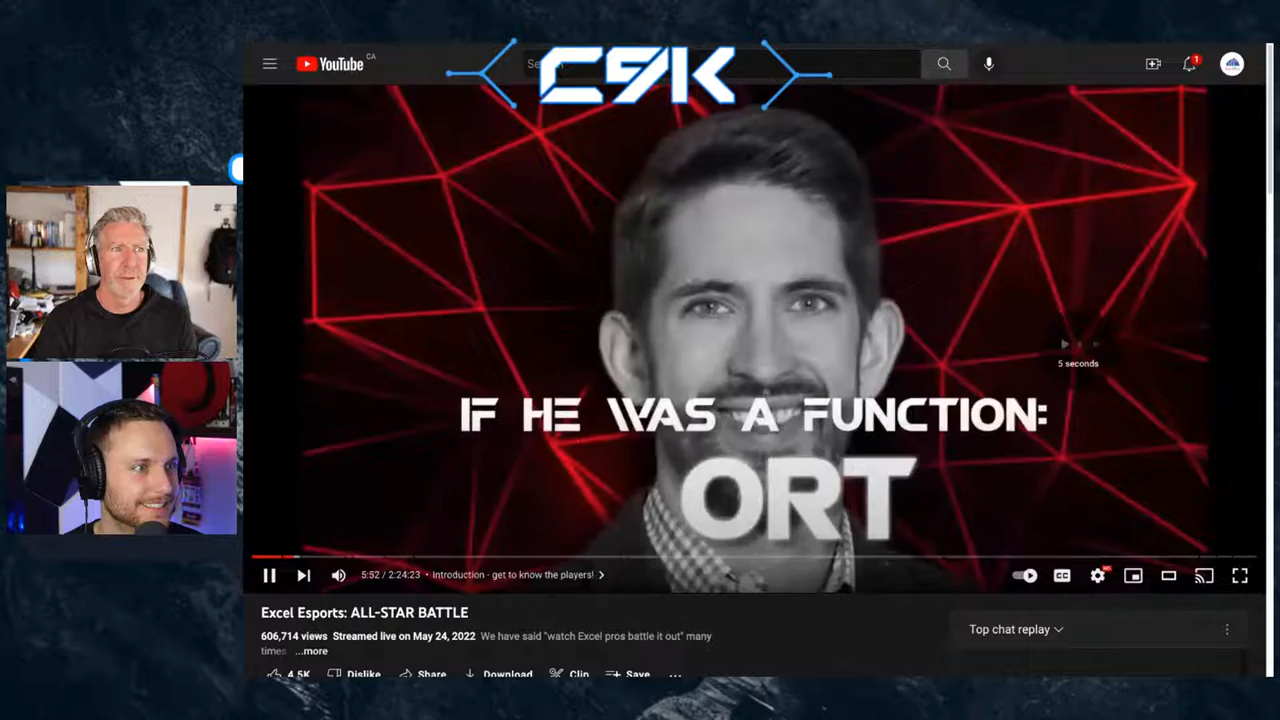 YouTube CA
C9K
1
5 seconds
IF HE WAS A FUNCTION:
ORT
5:52 / 2:24:23 • Introduction - get to know the players!
Excel Esports: ALL-STAR BATTLE
606,714 views Streamed live on May 24, 2022 We have said "watch Excel pros battle it out" many
times ...more
Top chat replay
4.5K Dislike Share Download Clip Save ...